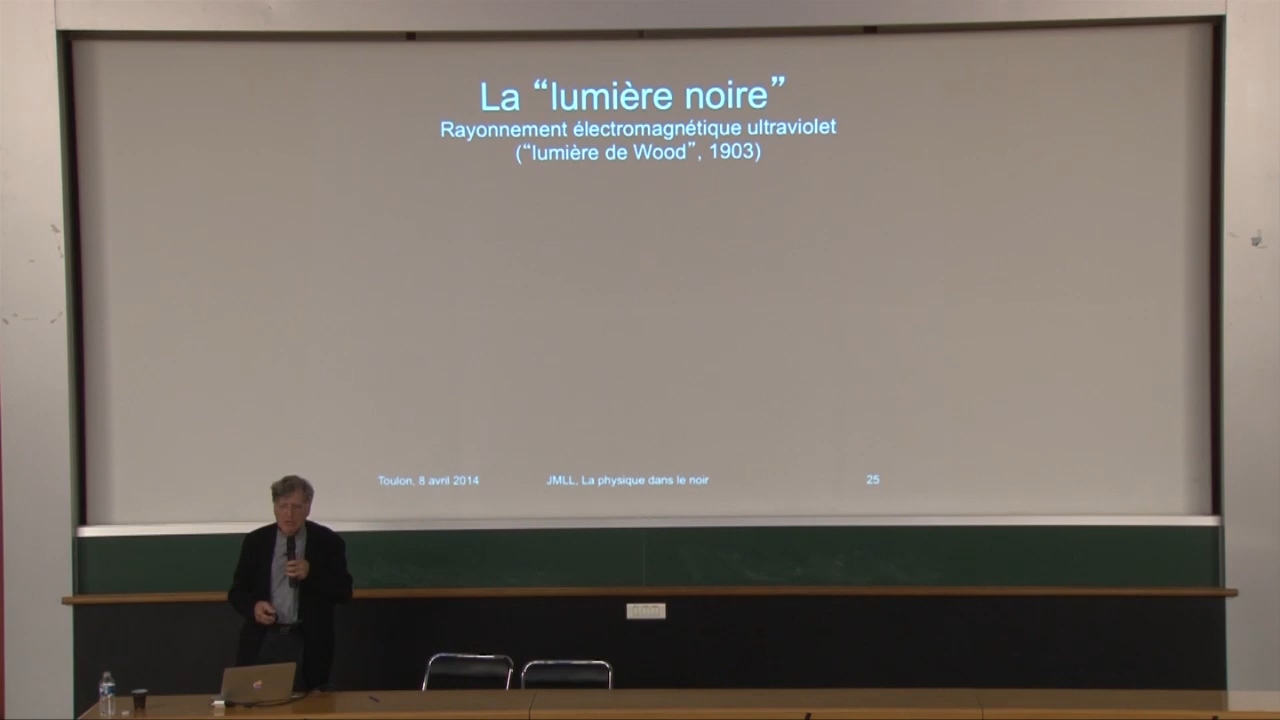 La “lumière noire”
Rayonnement électromagnétique ultraviolet
(“lumière de Wood”, 1903)
Toulon, 8 avril 2014 JMLL, La physique dans le noir 25